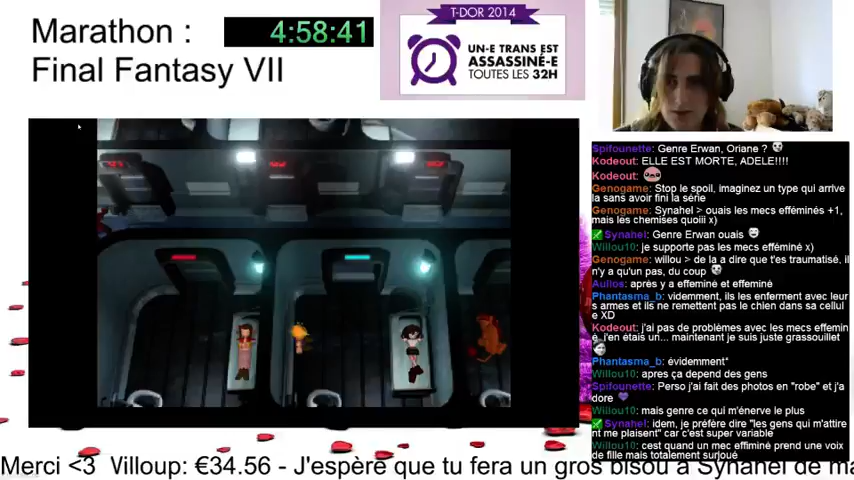 Marathon :
Final Fantasy VII
4:58:41
T-DOR 2014
UN-E TRANS EST
ASSASSINÉ-E
TOUTES LES 32H
Spifounette: Genre Erwan, Oriane ?
Kodeout: ELLE EST MORTE, ADELE!!!!
Kodeout:
Genogame: Stop le spoil, imaginez un type qui arrive
la sans avoir fini la série
Genogame: Synahel > ouais les mecs efféminés +1,
mais les chemises quoiii x)
Synahel: Genre Erwan ouais
Willou10: je supporte pas les mecs efféminé x)
Genogame: willou > de la a dire que t'es traumatisé, il
n'y a qu'un pas, du coup
Aulios: après y a effeminé et effeminé
Phantasma_b: videmment, ils les enferment avec leur
s armes et ils ne remettent pas le chien dans sa cellul
e XD
Kodeout: j'ai pas de problèmes avec les mecs effemin
é, j'en étais un... maintenant je suis juste grassouillet
Phantasma_b: évidemment*
Willou10: apres ça dépend des gens
Spifounette: Perso j'ai fait des photos en "robe" et j'a
dore
Willou10: mais genre ce qui m'énerve le plus
Synahel: idem, je préfère dire "les gens qui m'attire
nt me plaisent" car c'est super variable
Willou10: cest quand un mec effiminé prend une voix
de fille mais totalement surjoué
Merci <3 Villoup: €34.56 - J'espère que tu fera un gros bisou à Synahel de ma